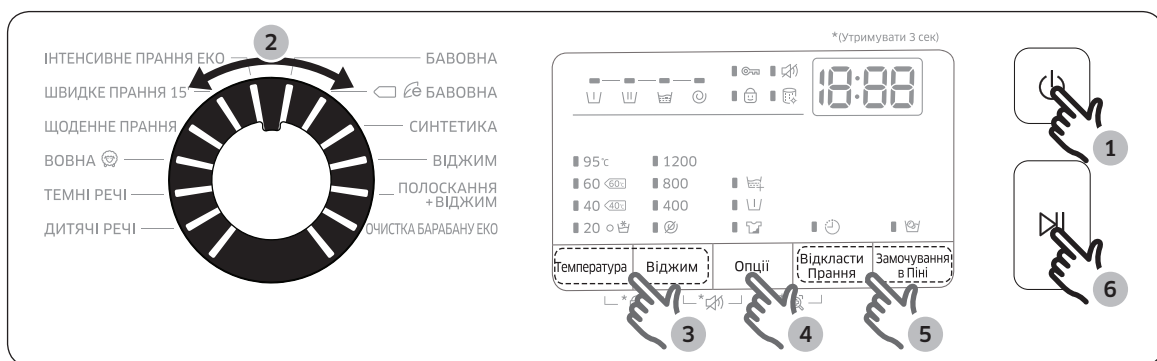 *(Утримувати 3 сек)
2
ІНТЕНСИВНЕ ПРАННЯ ЕКО
ШВИДКЕ ПРАННЯ 15'
ЩОДЕННЕ ПРАННЯ
ВОВНА
ТЕМНІ РЕЧІ
ДИТЯЧІ РЕЧІ
БАВОВНА
БАВОВНА
СИНТЕТИКА
ВІДЖИМ
ПОЛОСКАННЯ
+ВІДЖИМ
ОЧИСТКА БАРАБАНУ ЕКО
18:88
95℃ 1200
60 60℃ 800
40 40℃ 400
20
Температура
Віджим
Опції
Відкласти
Прання
Замочування
в Піні
* *
3
4
5
1
6